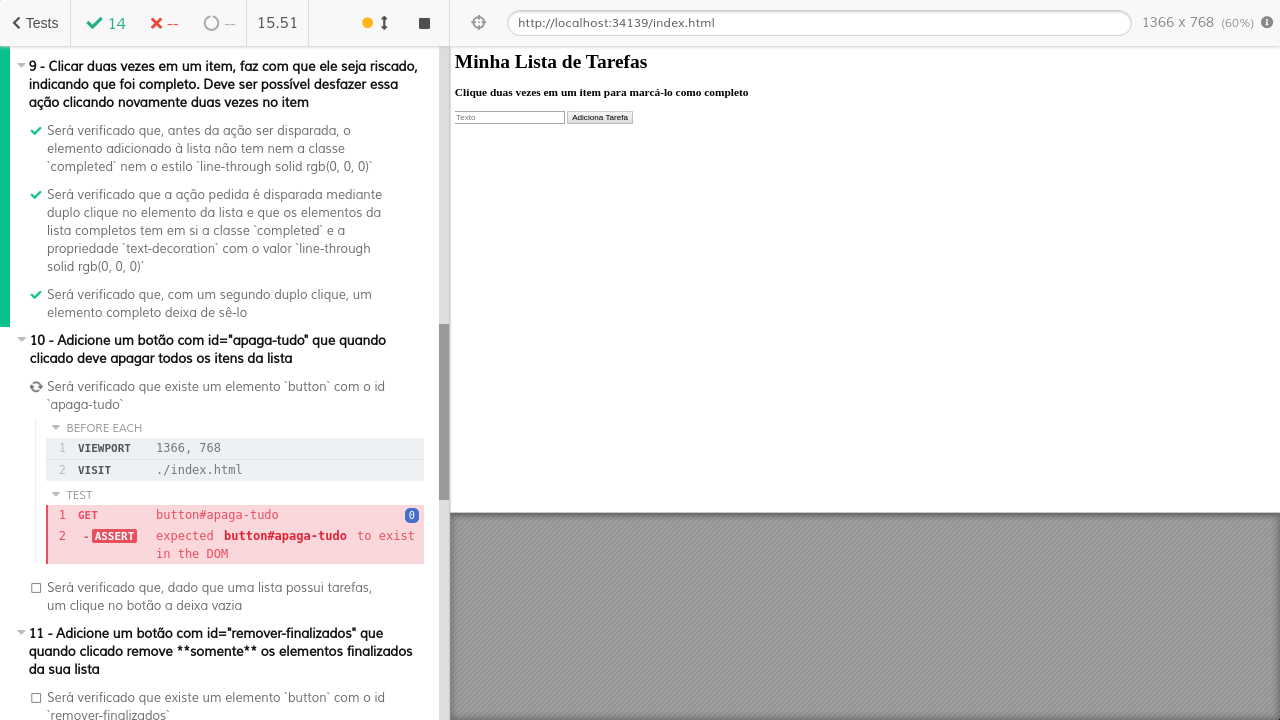 Tests 14 -- -- 15.51
http://localhost:34139/index.html 1366 x 768 (60%)
9 - Clicar duas vezes em um item, faz com que ele seja riscado,
indicando que foi completo. Deve ser possível desfazer essa
ação clicando novamente duas vezes no item
Será verificado que, antes da ação ser disparada, o
elemento adicionado à lista não tem nem a classe
`completed` nem o estilo `line-through solid rgb(0, 0, 0)`
Será verificado que a ação pedida é disparada mediante
duplo clique no elemento da lista e que os elementos da
lista completos tem em si a classe `completed` e a
propriedade `text-decoration` com o valor `line-through
solid rgb(0, 0, 0)`
Será verificado que, com um segundo duplo clique, um
elemento completo deixa de sê-lo
10 - Adicione um botão com id="apaga-tudo" que quando
clicado deve apagar todos os itens da lista
Será verificado que existe um elemento `button` com o id
`apaga-tudo`
BEFORE EACH
1 VIEWPORT 1366, 768
2 VISIT ./index.html
TEST
1 GET button#apaga-tudo 0
2 -ASSERT expected button#apaga-tudo to exist
in the DOM
Será verificado que, dado que uma lista possui tarefas,
um clique no botão a deixa vazia
11 - Adicione um botão com id="remover-finalizados" que
quando clicado remove **somente** os elementos finalizados
da sua lista
Será verificado que existe um elemento `button` com o id
`remover-finalizados`
Minha Lista de Tarefas
Clique duas vezes em um item para marcá-lo como completo
Texto Adiciona Tarefa